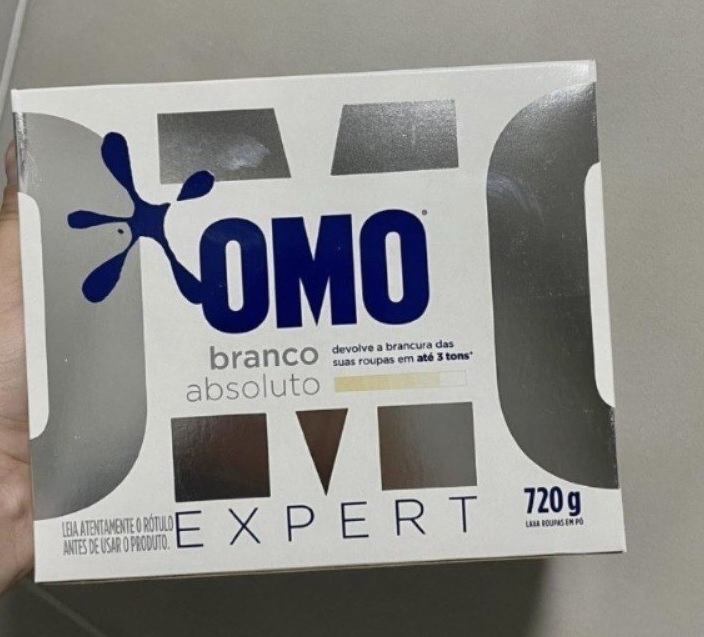 OMO
branco
absoluto
devolve a brancura das
suas roupas em até 3 tons*
EXPERT
720 g
LAVA ROUPAS EM PÓ
LEIA ATENTAMENTE O RÓTULO
ANTES DE USAR O PRODUTO.